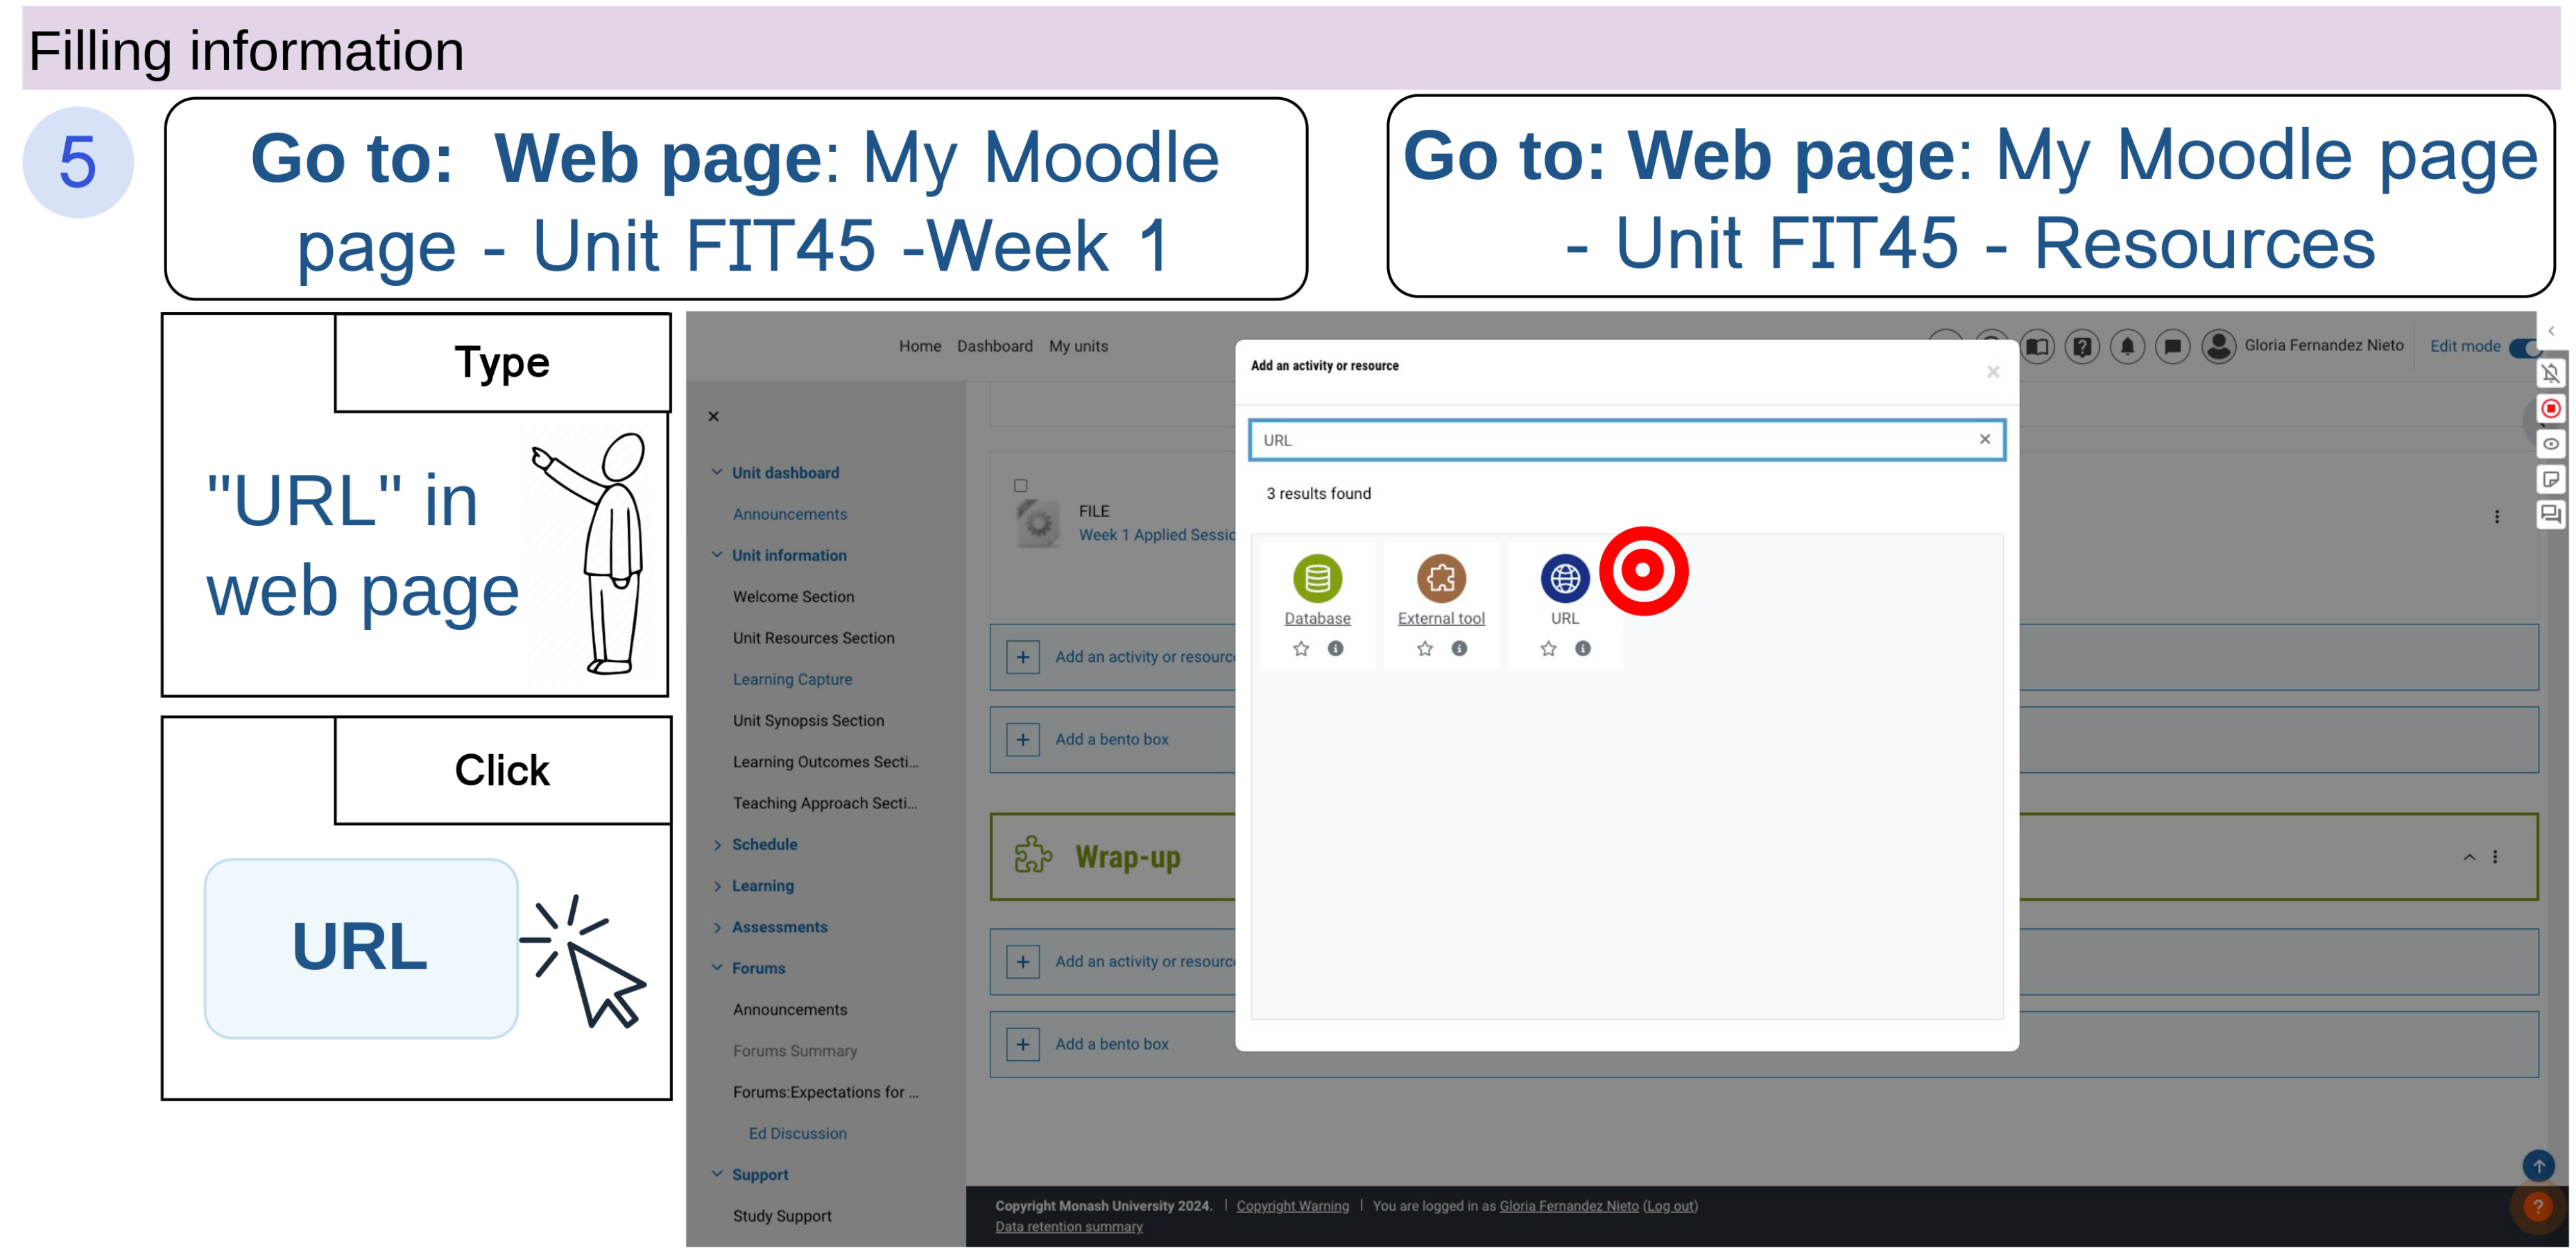 Filling information
5
Go to:  Web page: My Moodle
page - Unit FIT45 -Week 1
Go to: Web page: My Moodle page
- Unit FIT45 - Resources
Type
"URL" in
web page
Click
URL
Home Dashboard My units
Gloria Fernandez Nieto
Edit mode
Unit dashboard
Announcements
Unit information
Welcome Section
Unit Resources Section
Learning Capture
Unit Synopsis Section
Learning Outcomes Secti...
Teaching Approach Secti...
Schedule
Learning
Assessments
Forums
Announcements
Forums Summary
Forums:Expectations for ...
Ed Discussion
Support
Study Support
FILE
Week 1 Applied Sessio
Add an activity or resourc
Add a bento box
Wrap-up
Add an activity or resourc
Add a bento box
Add an activity or resource
URL
3 results found
Database
External tool
URL
Copyright Monash University 2024. | Copyright Warning | You are logged in as Gloria Fernandez Nieto (Log out)
Data retention summary